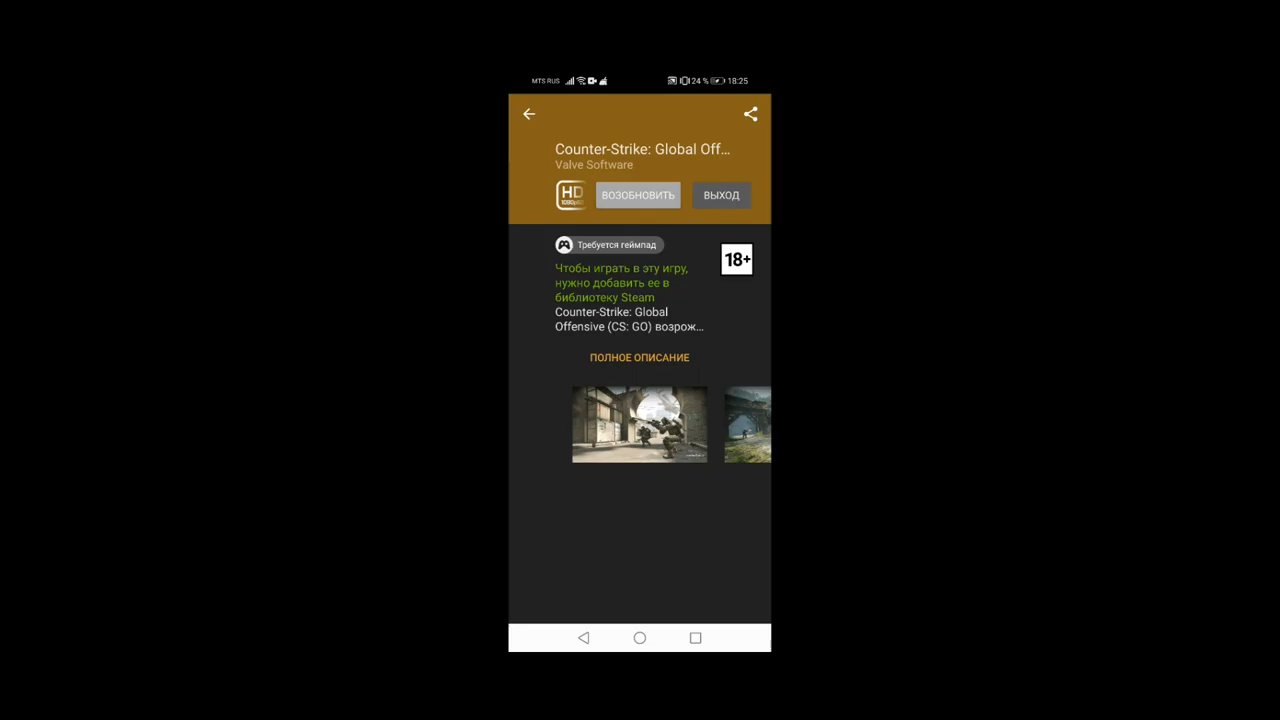 MTS RUS 24 % 18:25
Counter-Strike: Global Off...
Valve Software
HD
1080p60
ВОЗОБНОВИТЬ
ВЫХОД
Требуется геймпад
18+
Чтобы играть в эту игру,
нужно добавить ее в
библиотеку Steam
Counter-Strike: Global
Offensive (CS: GO) возрож...
ПОЛНОЕ ОПИСАНИЕ